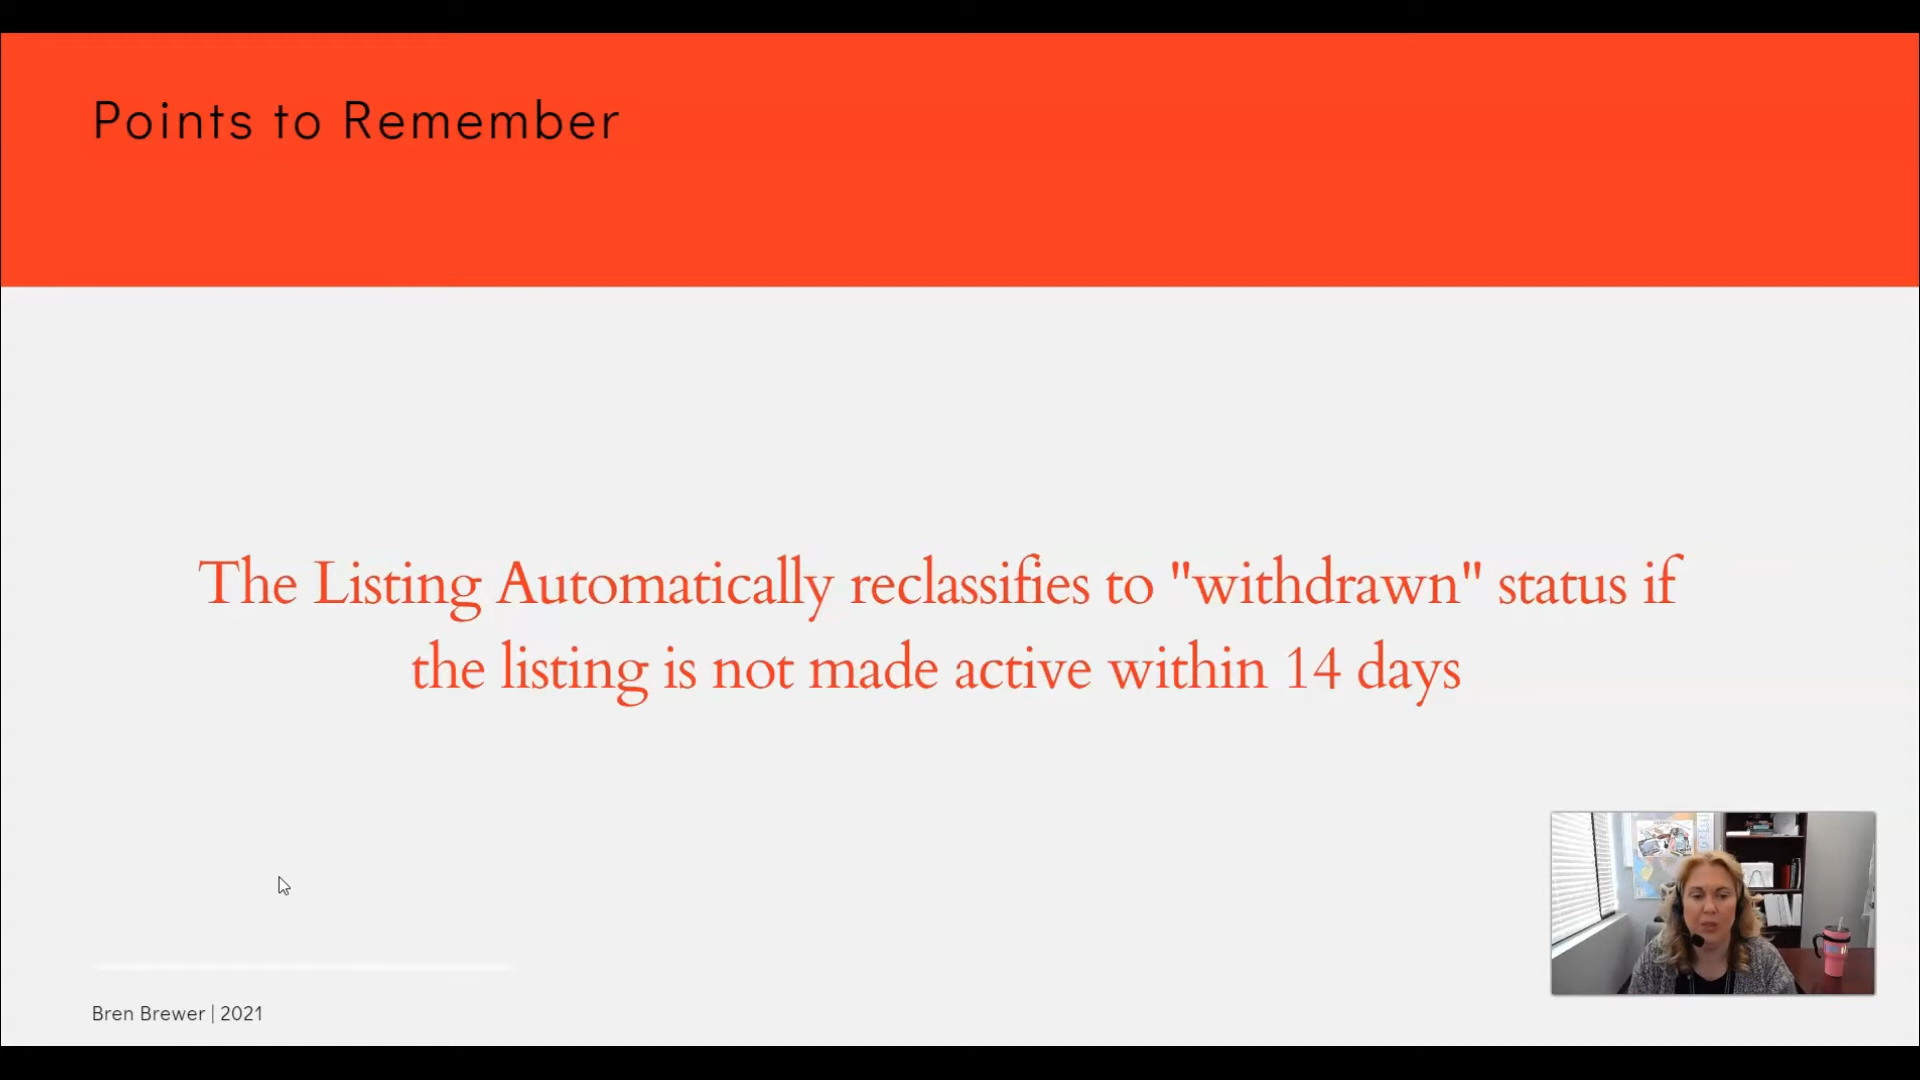 Points to Remember
The Listing Automatically reclassifies to "withdrawn" status if
the listing is not made active within 14 days
Bren Brewer | 2021